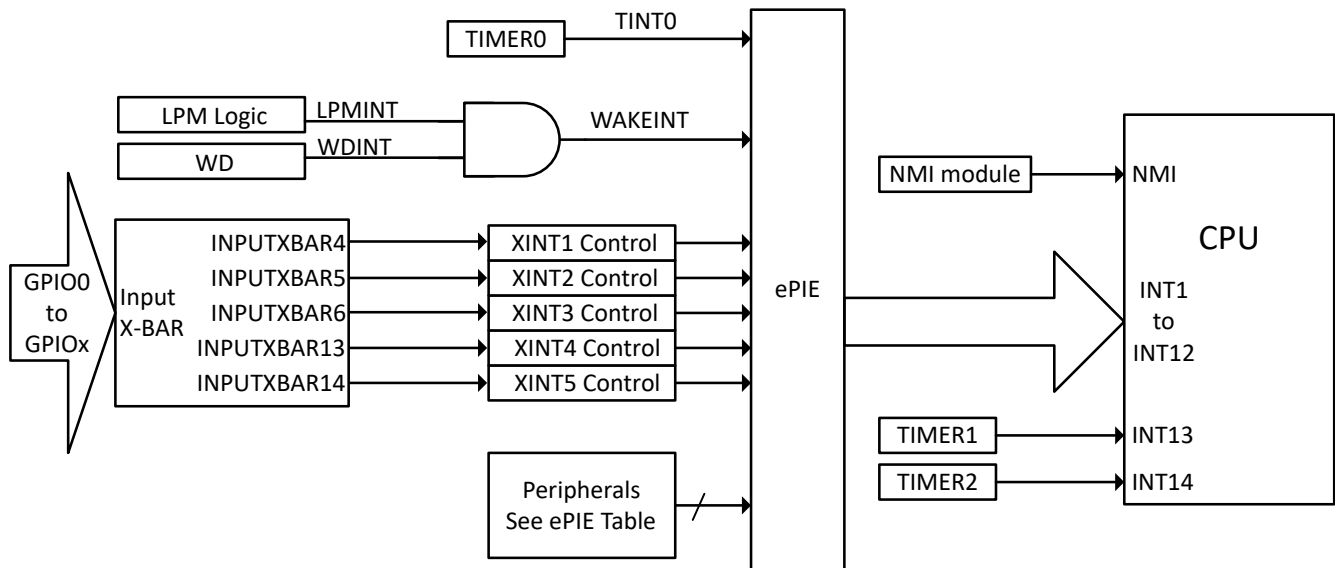 TIMER0
TINT0
LPM Logic
LPMINT
WD
WDINT
WAKEINT
GPIO0
to
GPIOx
Input
X-BAR
INPUTXBAR4
INPUTXBAR5
INPUTXBAR6
INPUTXBAR13
INPUTXBAR14
XINT1 Control
XINT2 Control
XINT3 Control
XINT4 Control
XINT5 Control
Peripherals
See ePIE Table
ePIE
NMI module
NMI
CPU
INT1
to
INT12
TIMER1
INT13
TIMER2
INT14